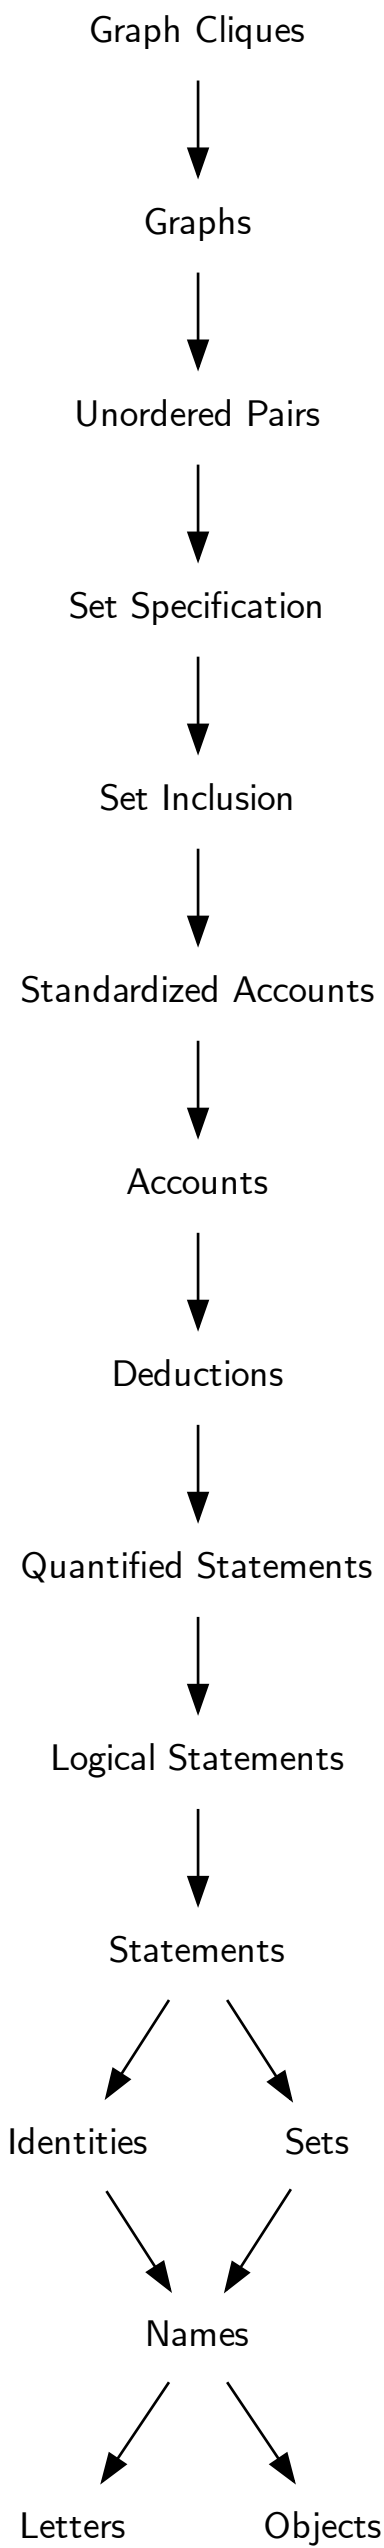 Graph Cliques
Graphs
Unordered Pairs
Set Specification
Set Inclusion
Standardized Accounts
Accounts
Deductions
Quantified Statements
Logical Statements
Statements
Identities
Sets
Names
Letters
Objects